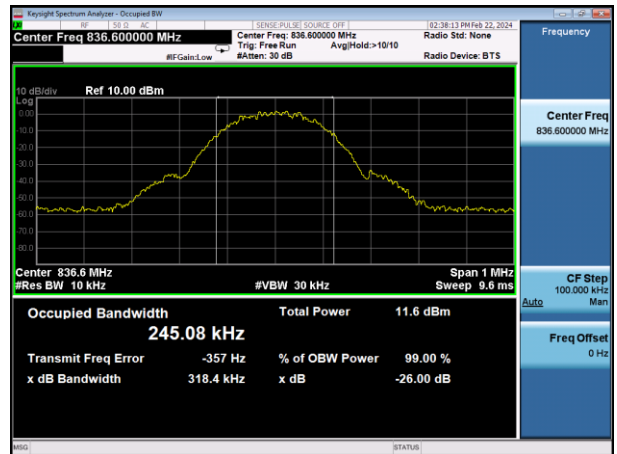 Keysight Spectrum Analyzer - Occupied BW
RF 50 Ω AC SENSE:PULSE SOURCE OFF 02:38:13 PM Feb 22, 2024
Center Freq 836.600000 MHz Center Freq: 836.600000 MHz Radio Std: None Frequency
Trig: Free Run Avg|Hold:>10/10
#IFGain:Low #Atten: 30 dB Radio Device: BTS
10 dB/div Ref 10.00 dBm
Log
0.00
-10.0
-20.0
-30.0
-40.0
-50.0
-60.0
-70.0
-80.0
Center Freq
836.600000 MHz
Center 836.6 MHz Span 1 MHz
#Res BW 10 kHz #VBW 30 kHz Sweep 9.6 ms
CF Step
100.000 kHz
Auto Man
Occupied Bandwidth Total Power 11.6 dBm
245.08 kHz
Freq Offset
0 Hz
Transmit Freq Error -357 Hz % of OBW Power 99.00 %
x dB Bandwidth 318.4 kHz x dB -26.00 dB
MSG STATUS